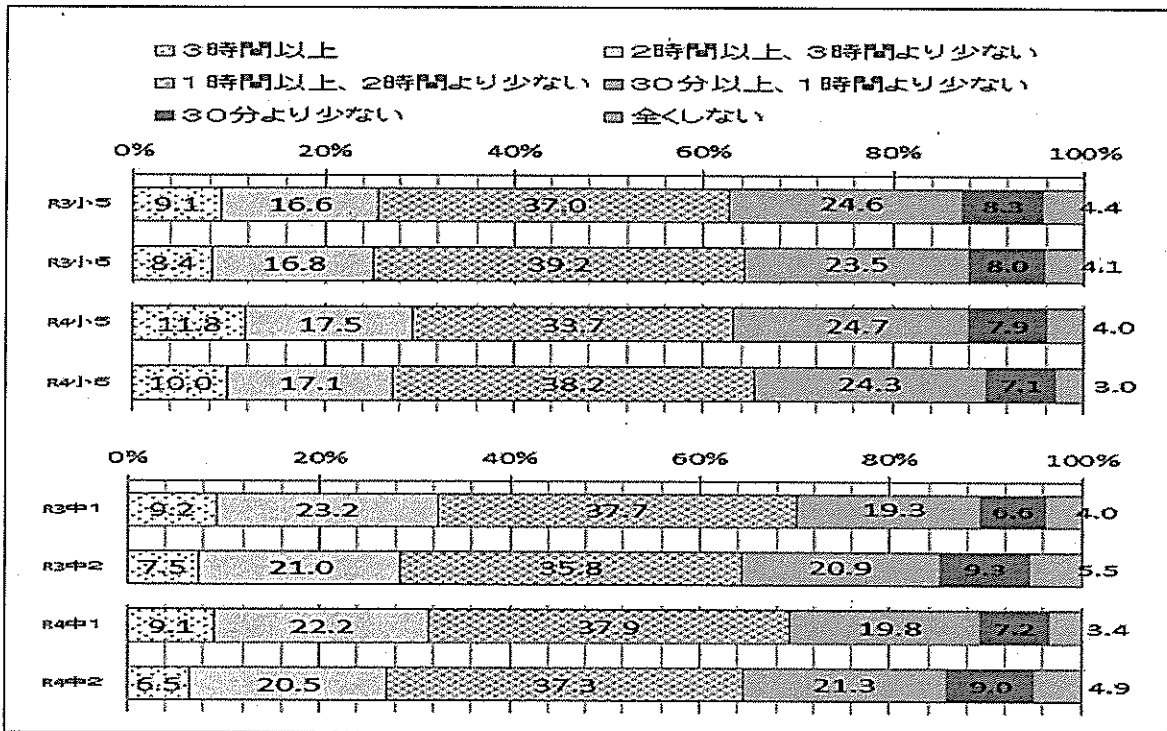 3時間以上 2時間以上、3時間より少ない
1時間以上、2時間より少ない 30分以上、1時間より少ない
30分より少ない 全くしない
0% 20% 40% 60% 80% 100%
R3小5 9.1 16.6 37.0 24.6 8.3 4.4
R3小6 8.4 16.8 39.2 23.5 8.0 4.1
R4小5 11.8 17.5 33.7 24.7 7.9 4.0
R4小6 10.0 17.1 38.2 24.3 7.1 3.0
0% 20% 40% 60% 80% 100%
R3中1 9.2 23.2 37.7 19.3 6.6 4.0
R3中2 7.5 21.0 35.8 20.9 9.3 5.5
R4中1 9.1 22.2 37.9 19.8 7.2 3.4
R4中2 6.5 20.5 37.3 21.3 9.0 4.9